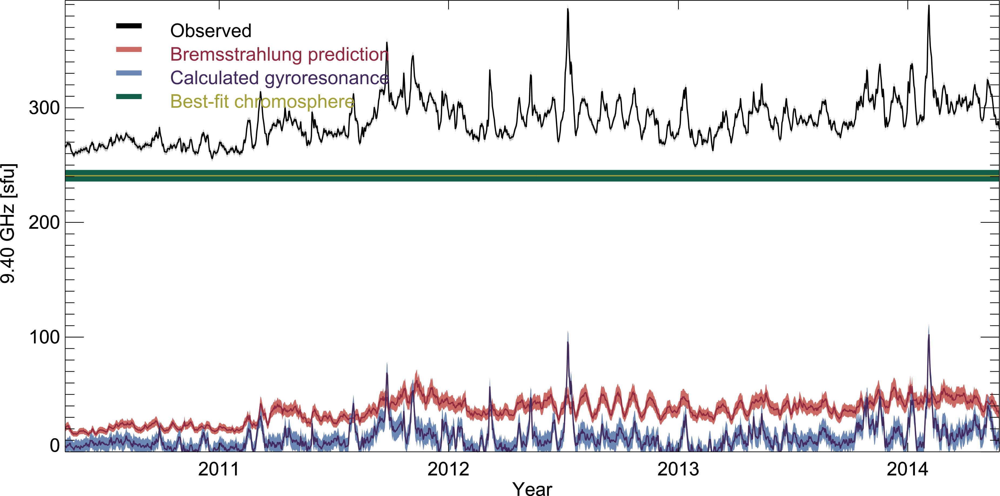 Observed
Bremsstrahlung prediction
Calculated gyroresonance
Best-fit chromosphere
9.40 GHz [sfu]
300
200
100
0
2011 2012 2013 2014
Year